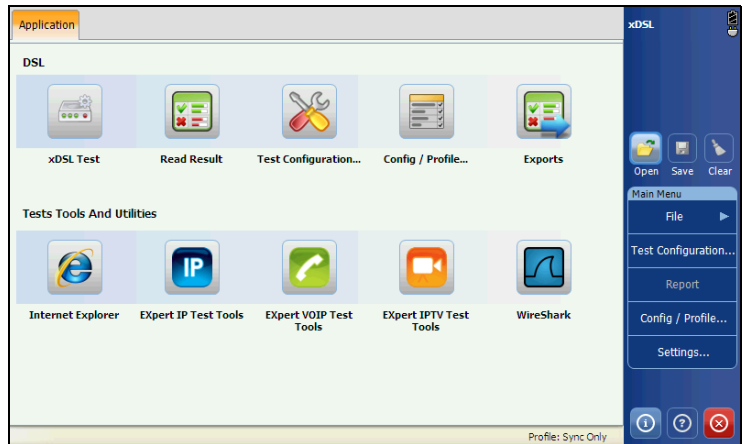 Application
DSL
xDSL Test
Read Result
Test Configuration...
Config / Profile...
Exports
Tests Tools And Utilities
IP
Internet Explorer
EXpert IP Test Tools
EXpert VOIP Test
Tools
EXpert IPTV Test
Tools
WireShark
Profile: Sync Only
xDSL
Open
Save
Clear
Main Menu
File
Test Configuration...
Report
Config / Profile...
Settings...
i
?